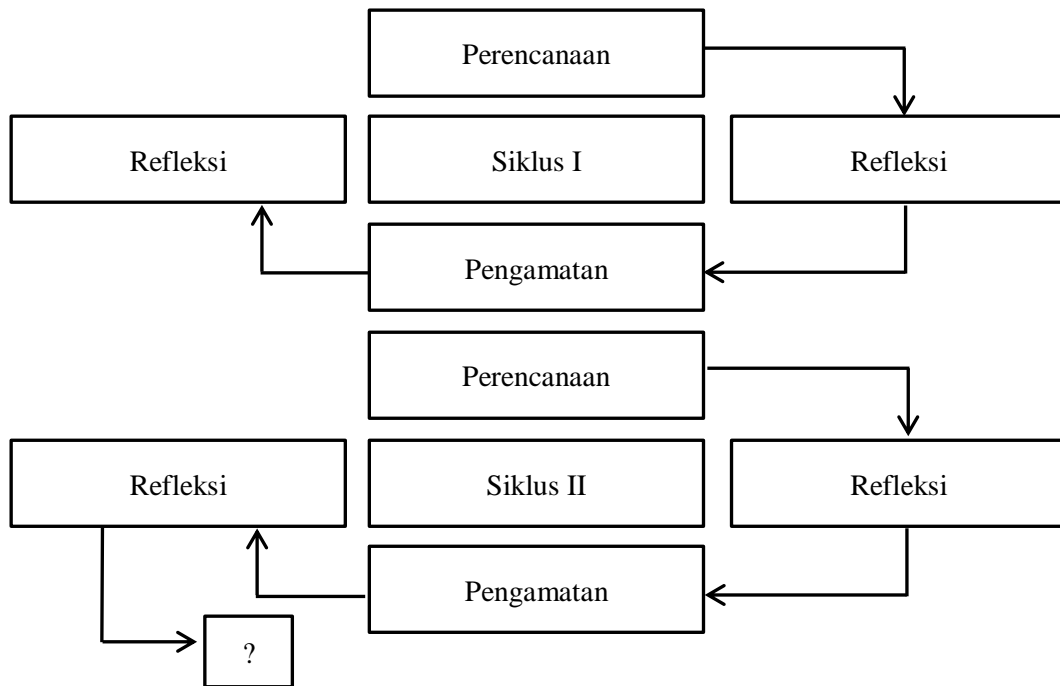 Perencanaan
Refleksi
Siklus I
Refleksi
Pengamatan
Perencanaan
Refleksi
Siklus II
Refleksi
Pengamatan
?